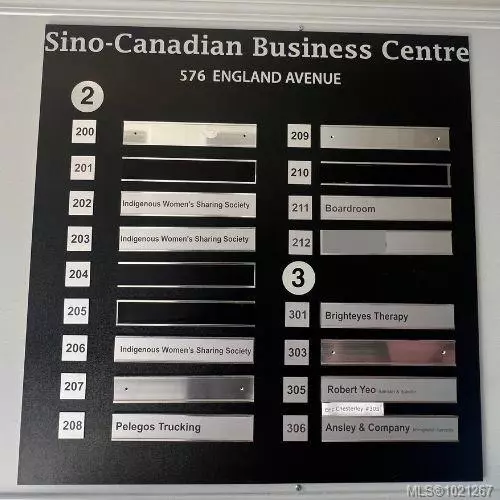 Sino-Canadian Business Centre
576 ENGLAND AVENUE
2
200
201
202 Indigenous Women's Sharing Society
203 Indigenous Women's Sharing Society
204
205
206 Indigenous Women's Sharing Society
207
208 Pelegos Trucking
209
210
211 Boardroom
212
3
301 Brighteyes Therapy
303
305 Robert Yeo
Chesterley #305
306 Ansley & Company
MLS®1021267